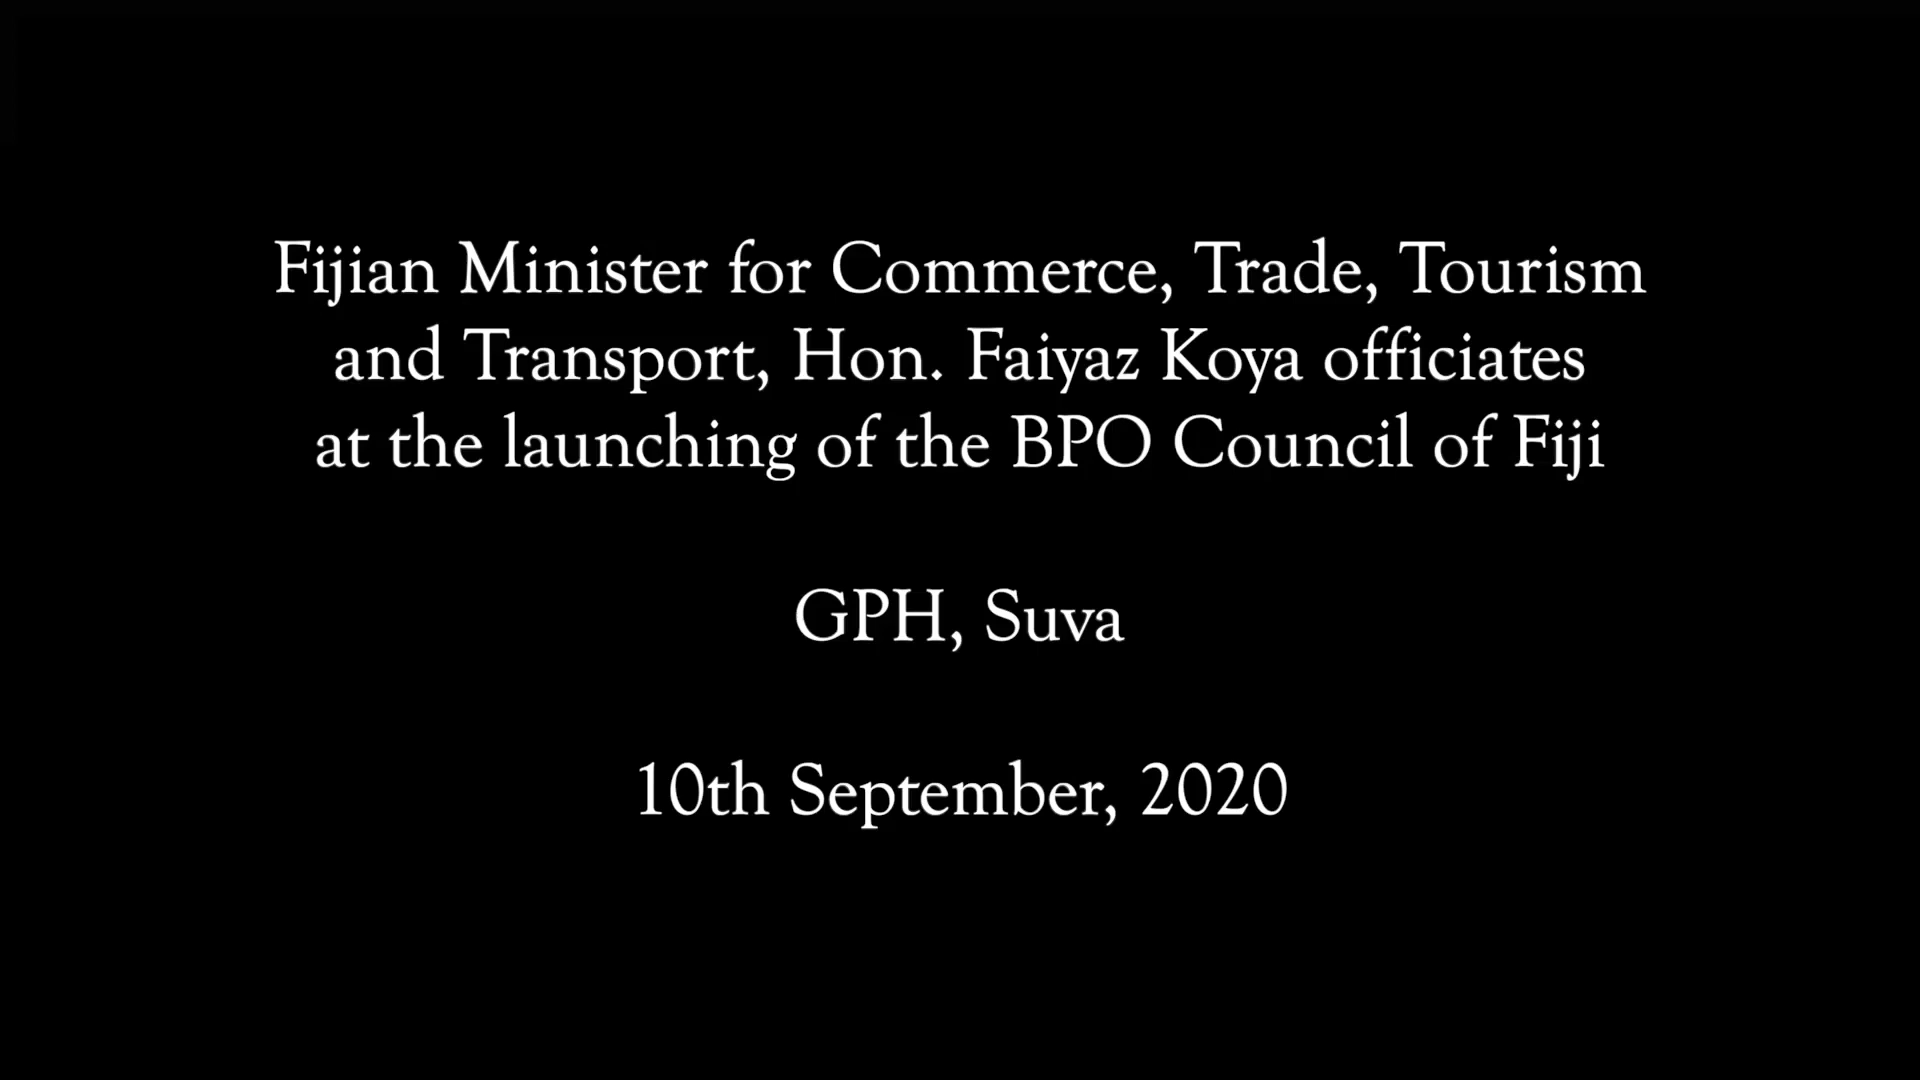 Fijian Minister for Commerce, Trade, Tourism
and Transport, Hon. Faiyaz Koya officiates
at the launching of the BPO Council of Fiji
GPH, Suva
10th September, 2020